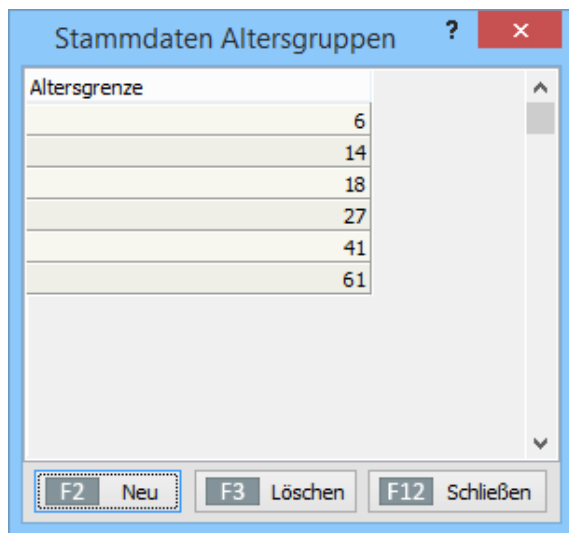 Stammdaten Altersgruppen ? ×
Altersgrenze
6
14
18
27
41
61
F2 Neu F3 Löschen F12 Schließen